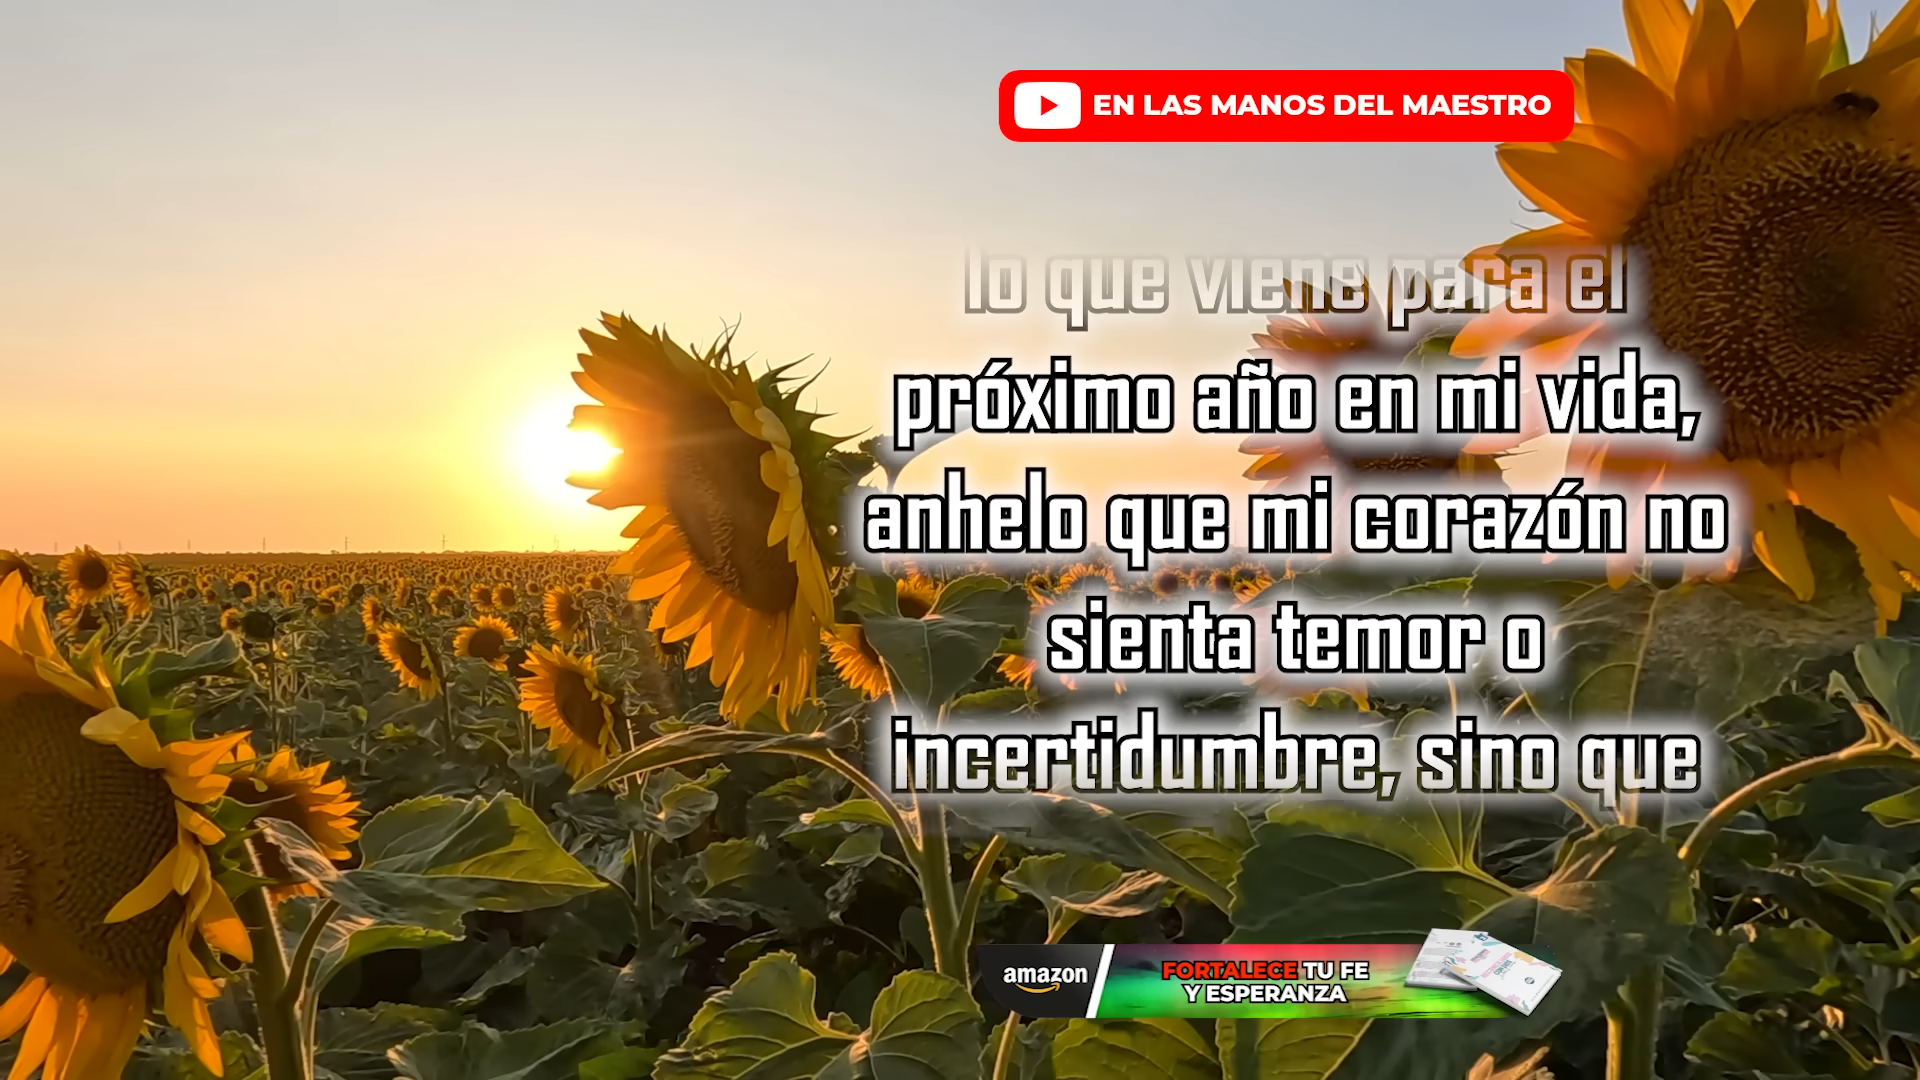 EN LAS MANOS DEL MAESTRO
lo que viene para el
próximo año en mi vida,
anhelo que mi corazón no
sienta temor o
incertidumbre, sino que
amazon
FORTALECE TU FE
Y ESPERANZA